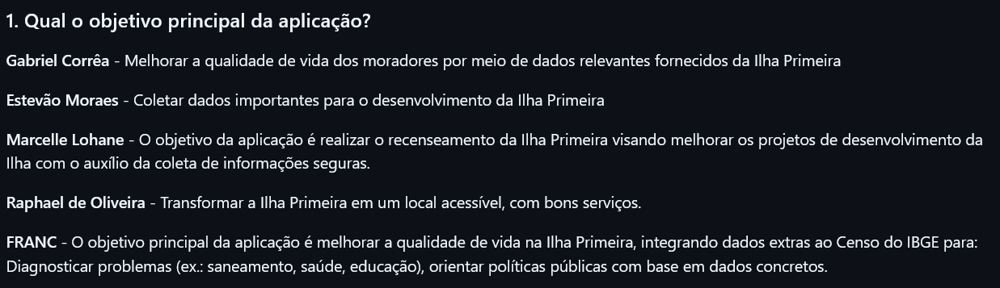 1. Qual o objetivo principal da aplicação?
Gabriel Corrêa - Melhorar a qualidade de vida dos moradores por meio de dados relevantes fornecidos da Ilha Primeira
Estevão Moraes - Coletar dados importantes para o desenvolvimento da Ilha Primeira
Marcelle Lohane - O objetivo da aplicação é realizar o recenseamento da Ilha Primeira visando melhorar os projetos de desenvolvimento da
Ilha com o auxílio da coleta de informações seguras.
Raphael de Oliveira - Transformar a Ilha Primeira em um local acessível, com bons serviços.
FRANC - O objetivo principal da aplicação é melhorar a qualidade de vida na Ilha Primeira, integrando dados extras ao Censo do IBGE para:
Diagnosticar problemas (ex.: saneamento, saúde, educação), orientar políticas públicas com base em dados concretos.